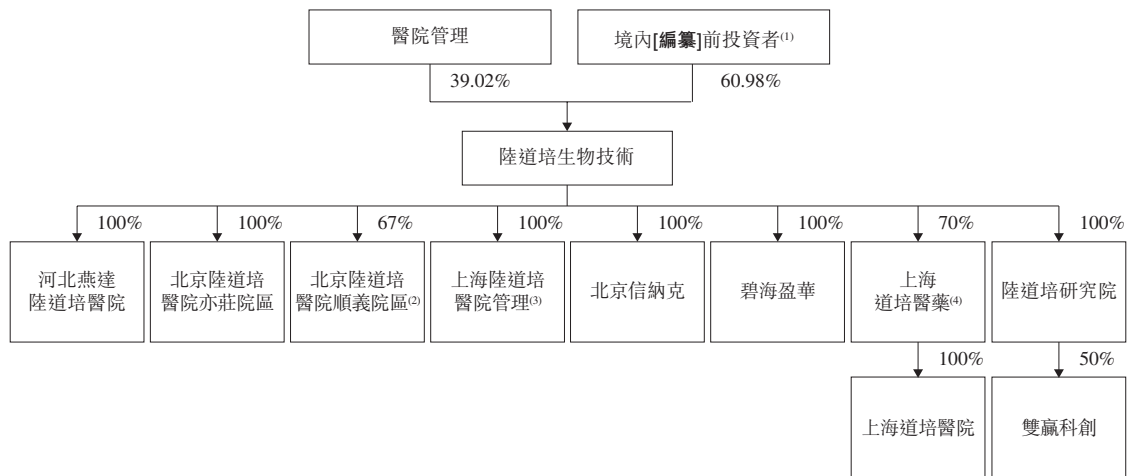 醫院管理
境內[編纂]前投資者(1)
39.02%
60.98%
陸道培生物技術
100%
100%
67%
100%
100%
100%
70%
100%
河北燕達
陸道培醫院
北京陸道培
醫院亦莊院區
北京陸道培
醫院順義院區(2)
上海陸道培
醫院管理(3)
北京信納克
碧海盈華
上海
道培醫藥(4)
陸道培研究院
100%
50%
上海道培醫院
雙贏科創